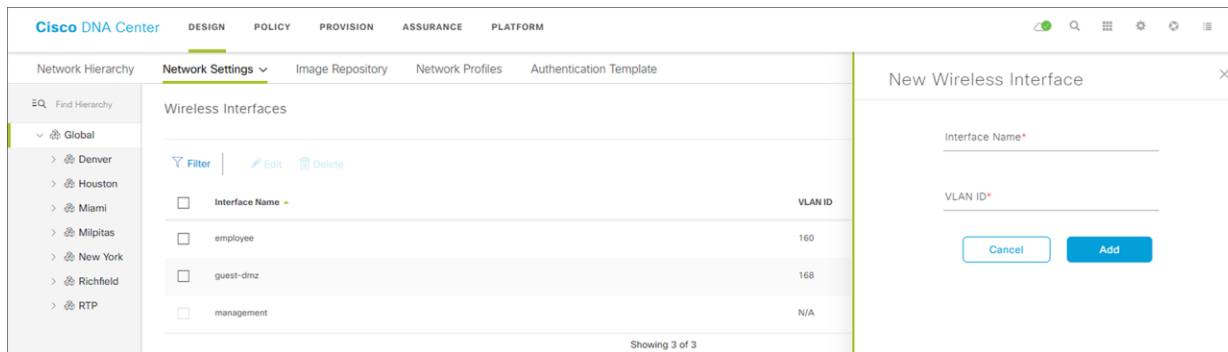 Cisco DNA Center DESIGN POLICY PROVISION ASSURANCE PLATFORM
Network Hierarchy Network Settings Image Repository Network Profiles Authentication Template
Find Hierarchy
Global
Denver
Houston
Miami
Milpitas
New York
Richfield
RTP
Wireless Interfaces
Filter Edit Delete
Interface Name VLAN ID
employee 160
guest-dmz 168
management N/A
Showing 3 of 3
New Wireless Interface
Interface Name*
VLAN ID*
Cancel Add